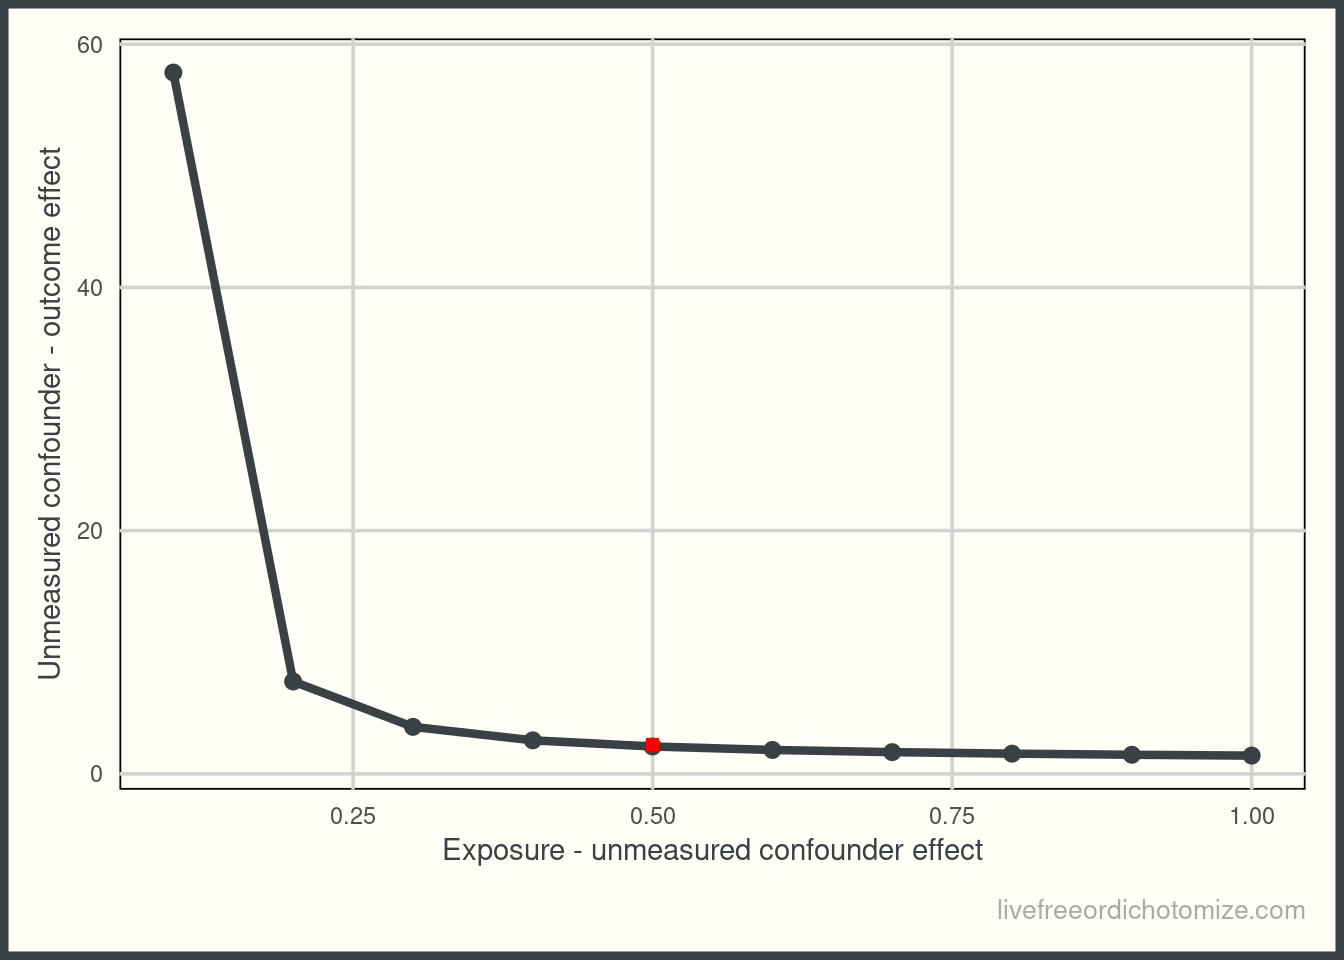 60
40
20
0
Unmeasured confounder - outcome effect
0.25 0.50 0.75 1.00
Exposure - unmeasured confounder effect
livefreeordichotomize.com